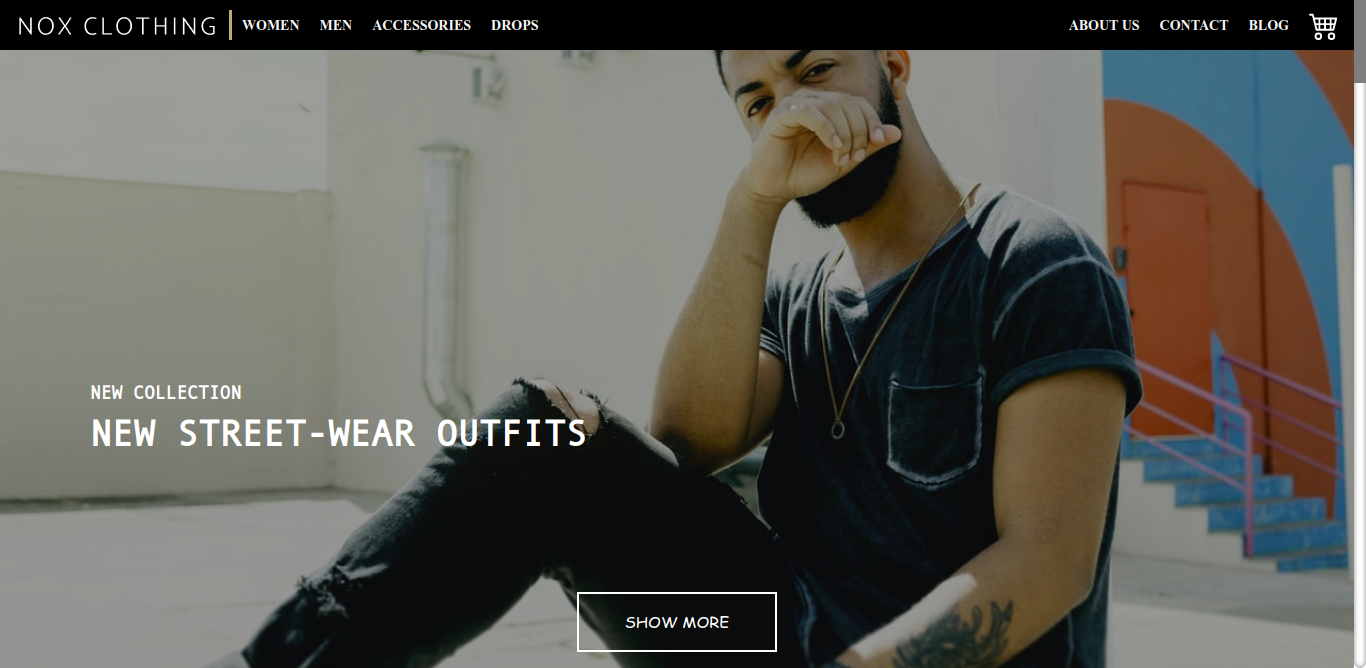 NOX CLOTHING WOMEN MEN ACCESSORIES DROPS ABOUT US CONTACT BLOG
NEW COLLECTION
NEW STREET-WEAR OUTFITS
SHOW MORE